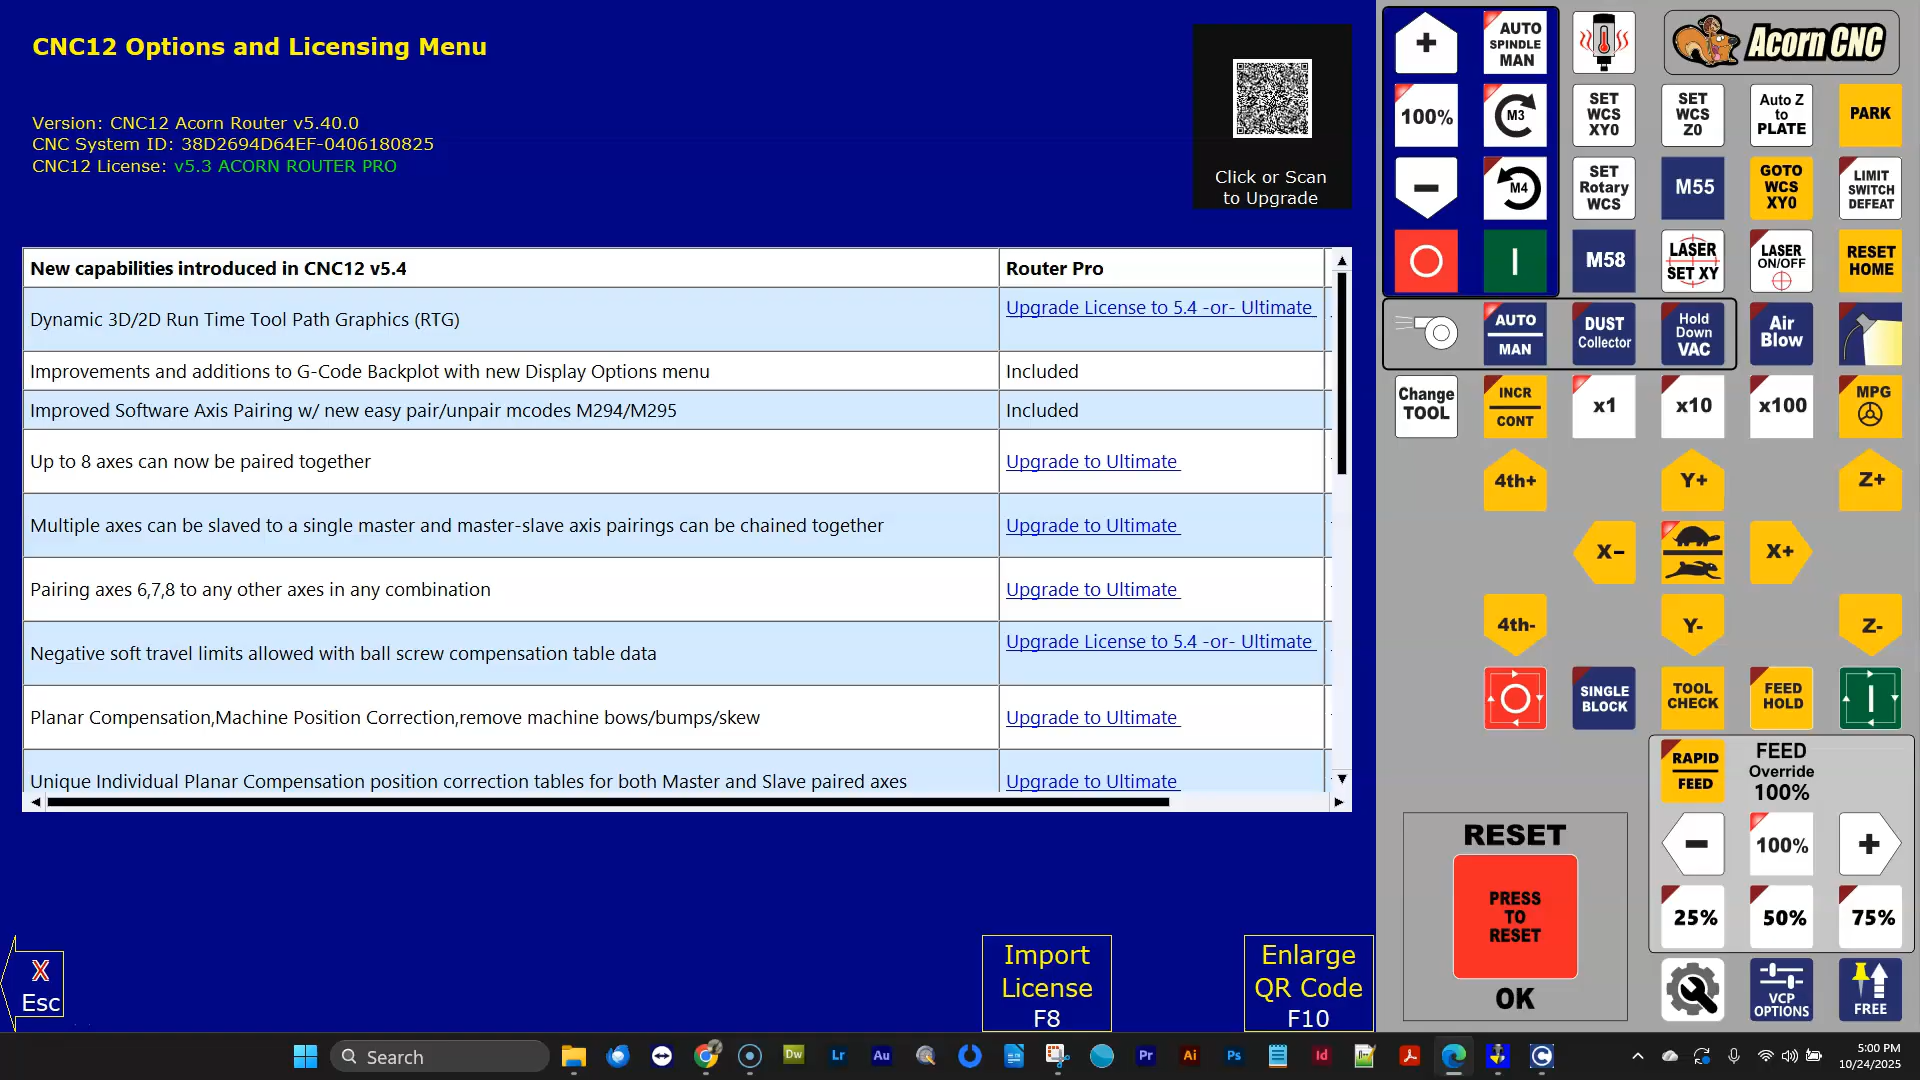 CNC12 Options and Licensing Menu
Version: CNC12 Acorn Router v5.40.0
CNC System ID: 38D2694D64EF-0406180825
CNC12 License: v5.3 ACORN ROUTER PRO
Click or Scan
to Upgrade
New capabilities introduced in CNC12 v5.4
Router Pro
Dynamic 3D/2D Run Time Tool Path Graphics (RTG)
Upgrade License to 5.4 -or- Ultimate
Improvements and additions to G-Code Backplot with new Display Options menu
Included
Improved Software Axis Pairing w/ new easy pair/unpair mcodes M294/M295
Included
Up to 8 axes can now be paired together
Upgrade to Ultimate
Multiple axes can be slaved to a single master and master-slave axis pairings can be chained together
Upgrade to Ultimate
Pairing axes 6,7,8 to any other axes in any combination
Upgrade to Ultimate
Negative soft travel limits allowed with ball screw compensation table data
Upgrade License to 5.4 -or- Ultimate
Planar Compensation,Machine Position Correction,remove machine bows/bumps/skew
Upgrade to Ultimate
Unique Individual Planar Compensation position correction tables for both Master and Slave paired axes
Upgrade to Ultimate
X
Esc
Import
License
F8
Enlarge
QR Code
F10
+
AUTO
SPINDLE
MAN
Acorn CNC
100%
M3
SET
WCS
XY0
SET
WCS
Z0
Auto Z
to
PLATE
PARK
−
M4
SET
Rotary
WCS
M55
GOTO
WCS
XY0
LIMIT
SWITCH
DEFEAT
M58
LASER
SET XY
LASER
ON/OFF
RESET
HOME
AUTO
MAN
DUST
Collector
Hold
Down
VAC
Air
Blow
Change
TOOL
INCR
CONT
x1
x10
x100
MPG
4th+
Y+
Z+
X−
X+
4th-
Y-
Z-
SINGLE
BLOCK
TOOL
CHECK
FEED
HOLD
RAPID
FEED
FEED
Override
100%
−
100%
+
25%
50%
75%
RESET
PRESS
TO
RESET
OK
VCP
OPTIONS
FREE
Search
Dw
Lr
Au
Pr
Ai
Ps
Id
5:00 PM
10/24/2025